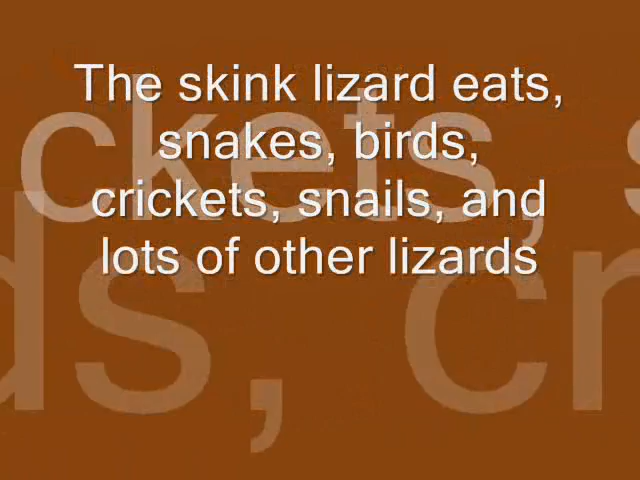 The skink lizard eats,
snakes, birds,
crickets, snails, and
lots of other lizards